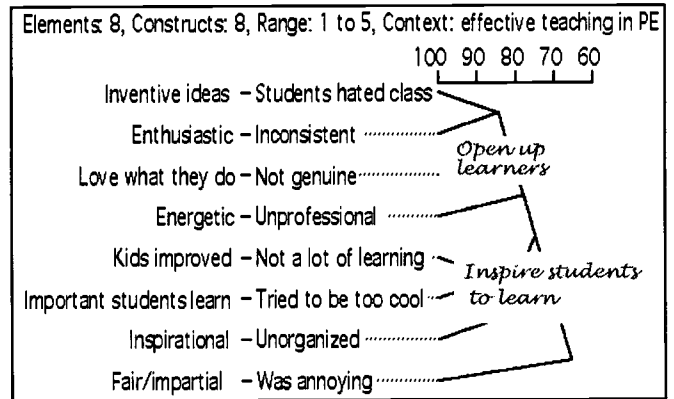 Elements: 8, Constructs: 8, Range: 1 to 5, Context: effective teaching in PE
100 90 80 70 60
Inventive ideas – Students hated class
Enthusiastic – Inconsistent
Open up
learners
Love what they do – Not genuine
Energetic – Unprofessional
Kids improved – Not a lot of learning
Inspire students
to learn
Important students learn – Tried to be too cool
Inspirational – Unorganized
Fair/impartial – Was annoying